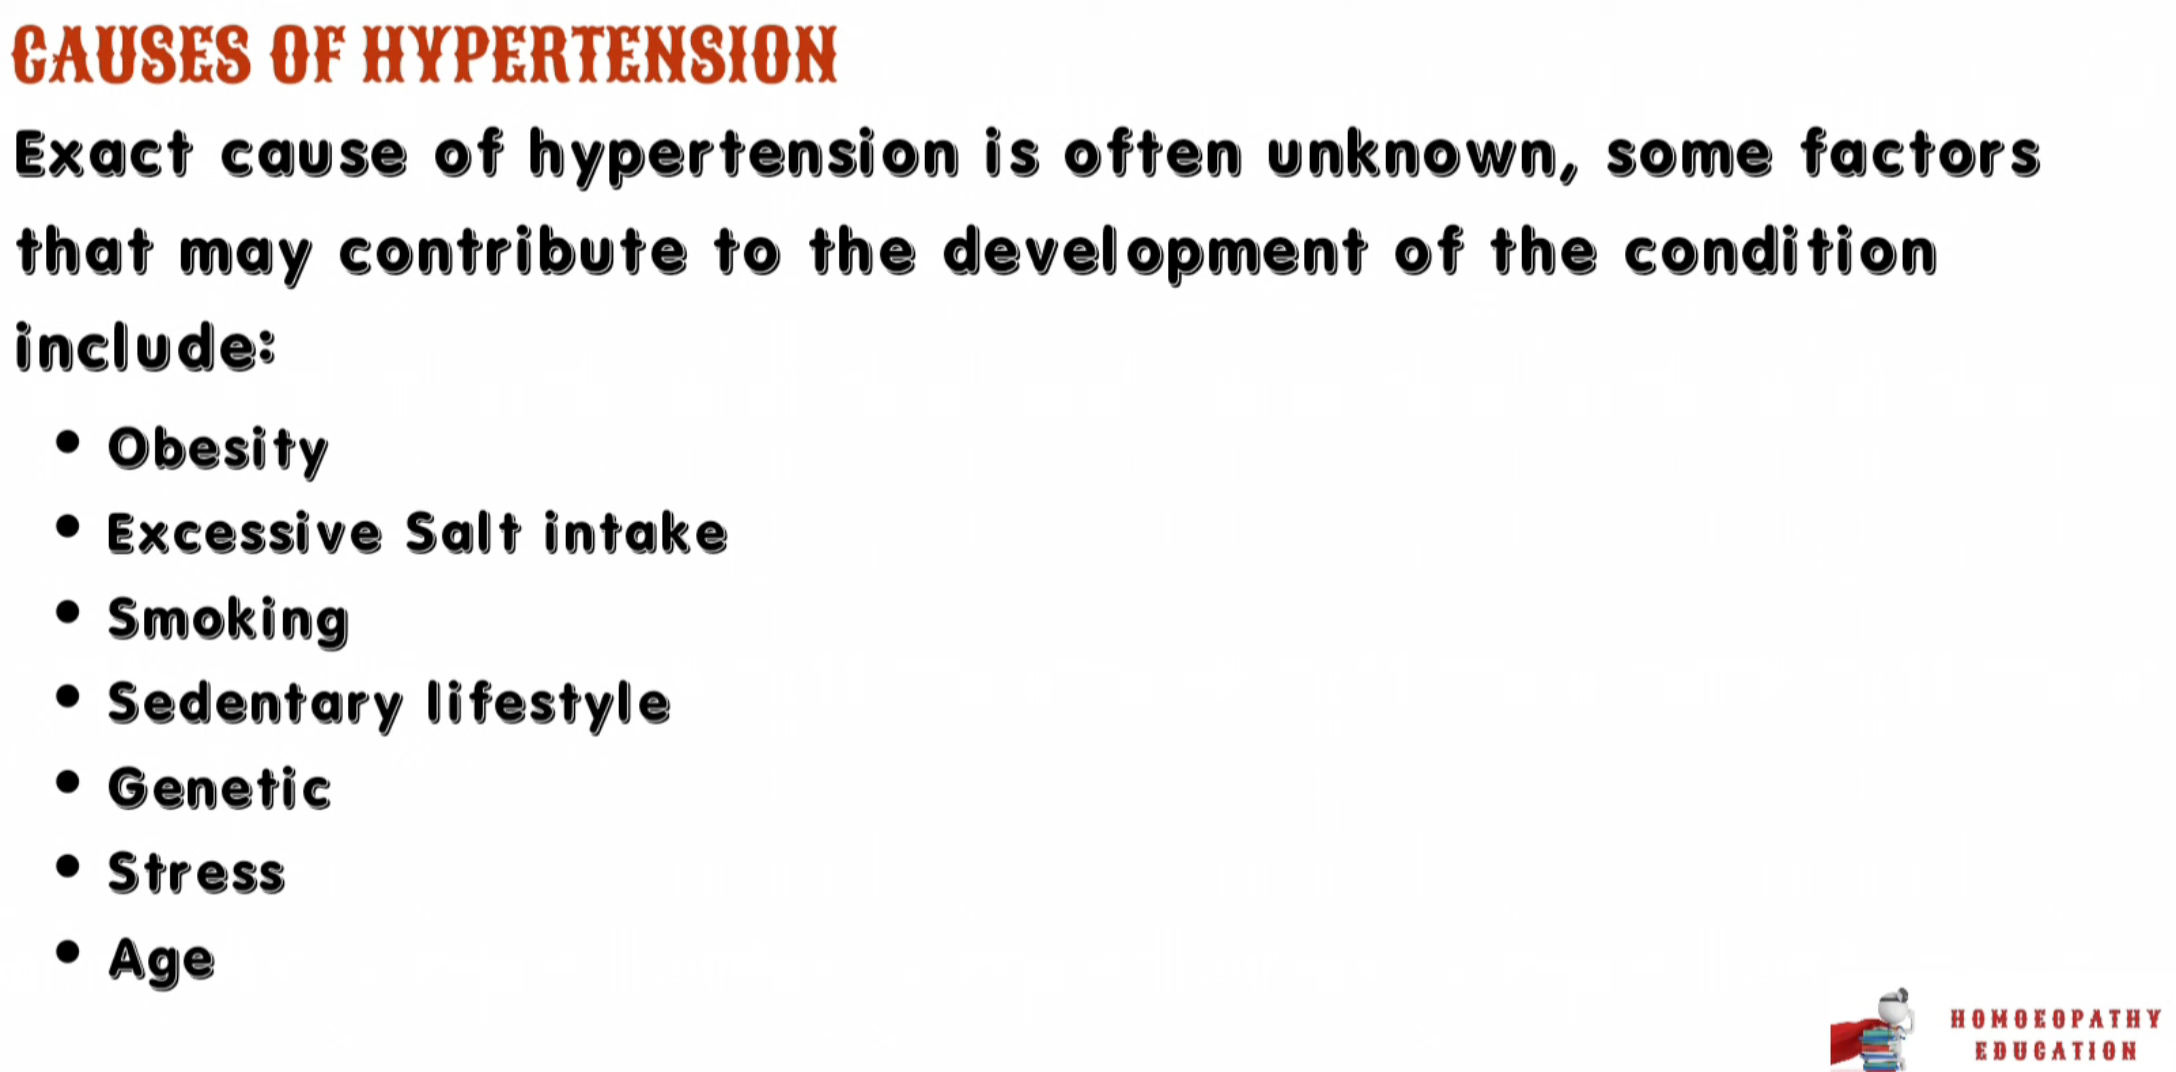 CAUSES OF HYPERTENSION
Exact cause of hypertension is often unknown, some factors
that may contribute to the development of the condition
include:
• Obesity
• Excessive Salt intake
• Smoking
• Sedentary lifestyle
• Genetic
• Stress
• Age
HOMOEOPATHY
EDUCATION